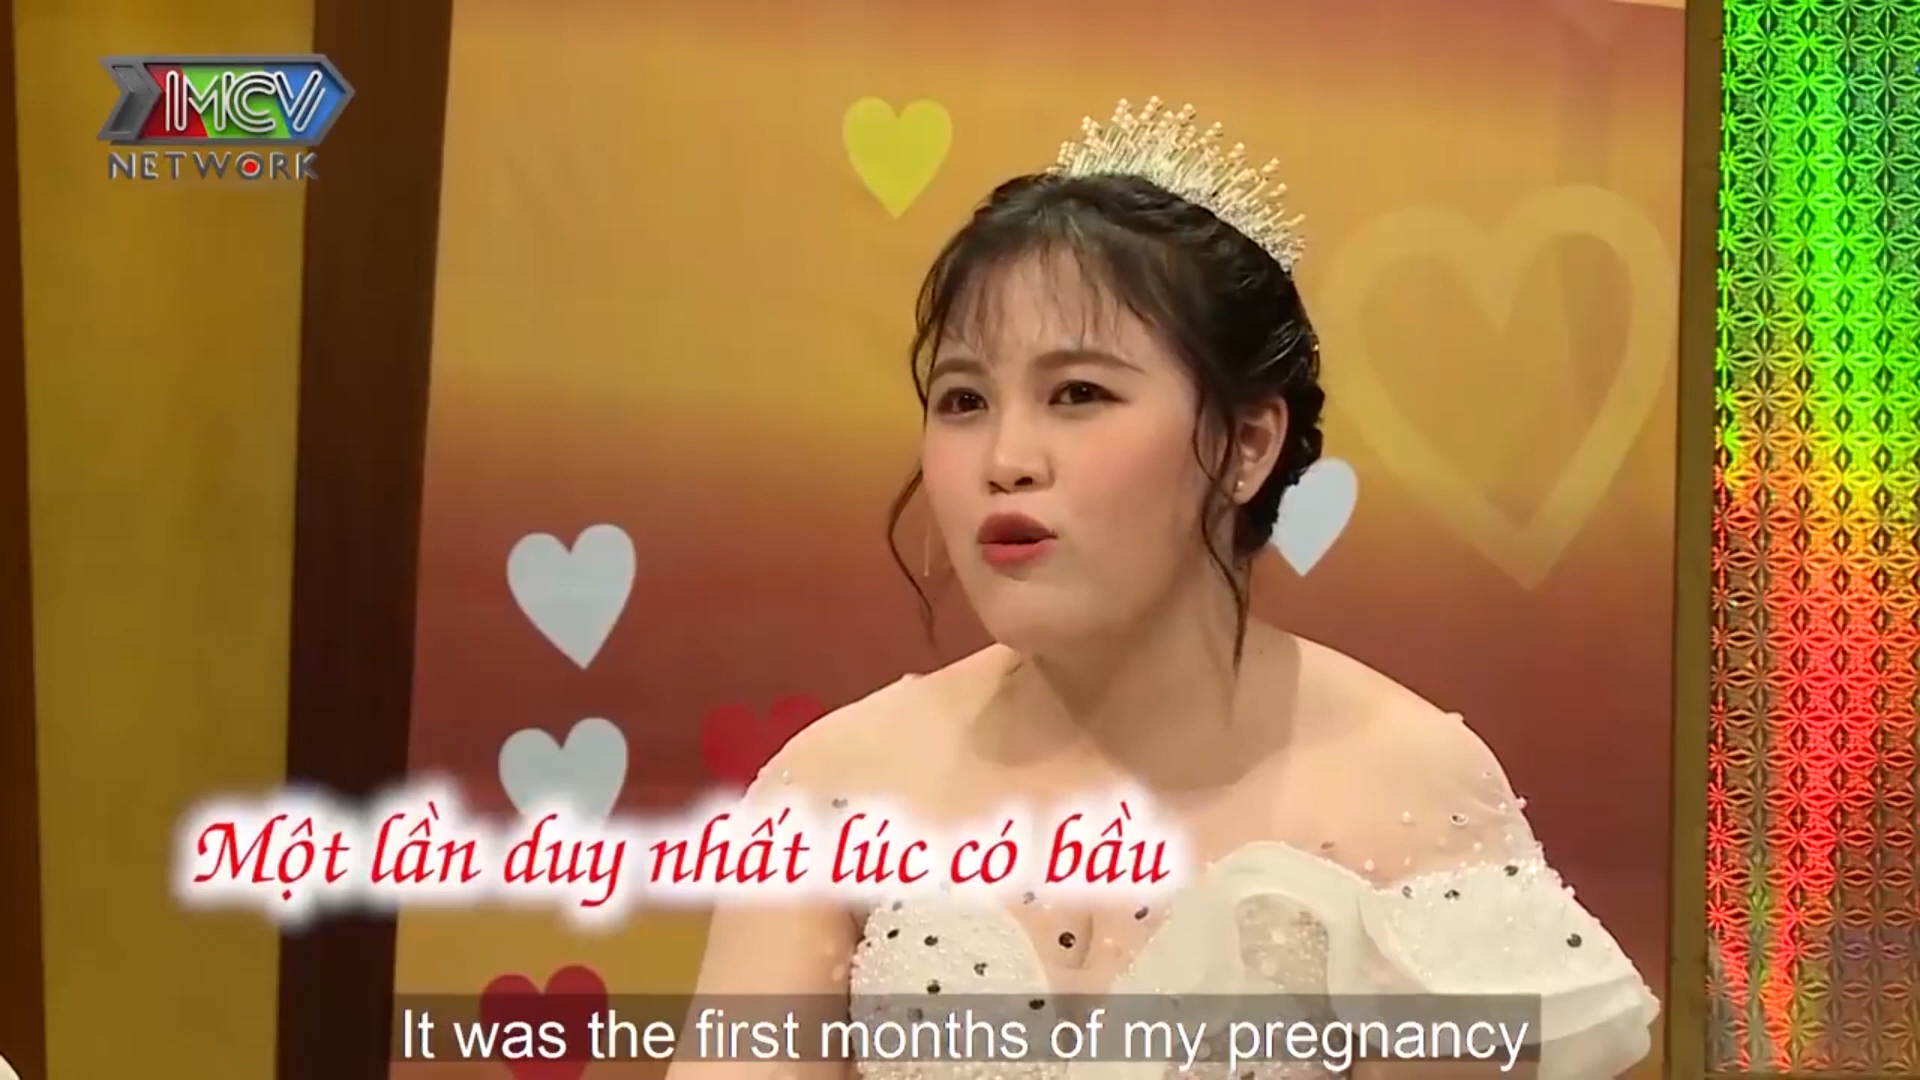 MCV
NETWORK
Một lần duy nhất lúc có bầu
It was the first months of my pregnancy